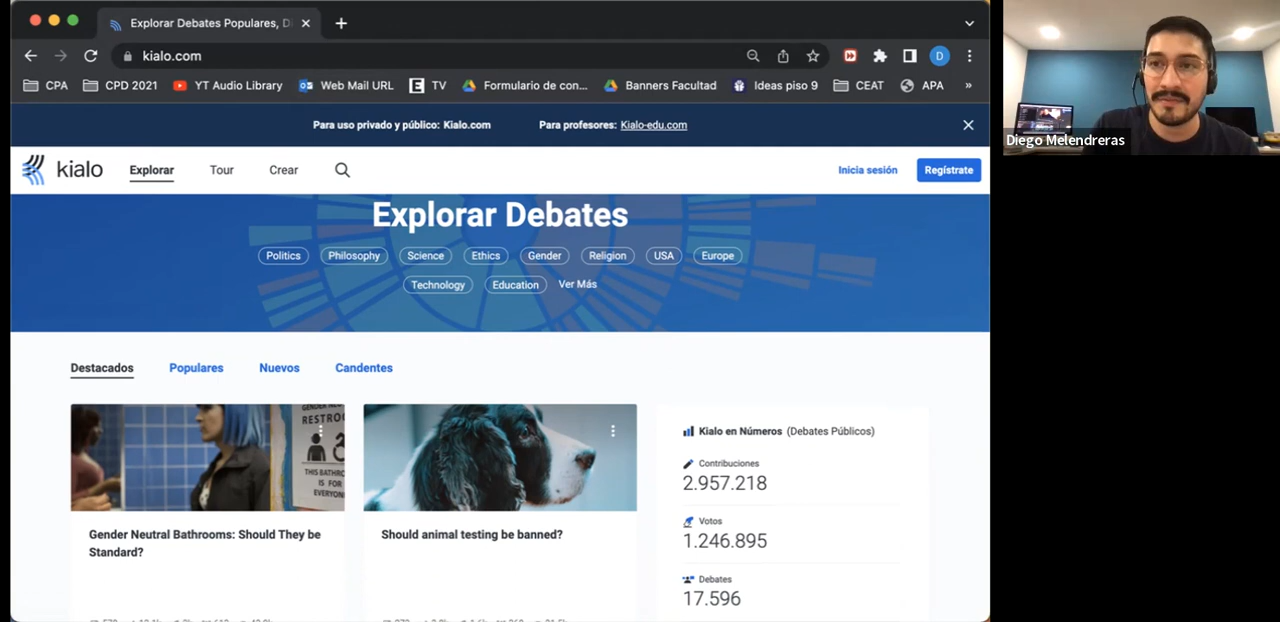 Explorar Debates Populares, D
kialo.com
D
CPA
CPD 2021
YT Audio Library
Web Mail URL
TV
Formulario de con...
Banners Facultad
Ideas piso 9
CEAT
APA
»
Para uso privado y público: Kialo.com
Para profesores: Kialo-edu.com
kialo
Explorar
Tour
Crear
Inicia sesión
Regístrate
Explorar Debates
Politics
Philosophy
Science
Ethics
Gender
Religion
USA
Europe
Technology
Education
Ver Más
Destacados
Populares
Nuevos
Candentes
RESTRO
THIS BATHR
IS FOR
EVERYONE
Gender Neutral Bathrooms: Should They be
Standard?
Should animal testing be banned?
Kialo en Números (Debates Públicos)
Contribuciones
2.957.218
Votos
1.246.895
Debates
17.596
Diego Melendreras